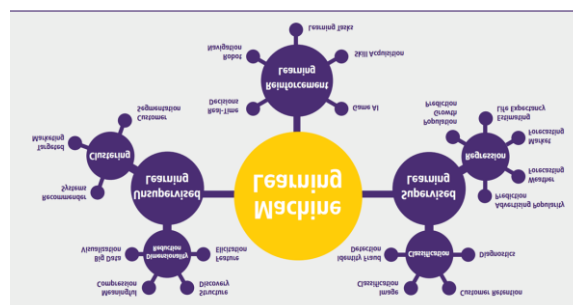 Machine
Learning
Supervised
Learning
Unsupervised
Learning
Reinforcement
Learning
Classification
Image
Classification
Customer Retention
Identity Fraud
Detection
Diagnostics
Regression
Advertising Popularity
Prediction
Weather
Forecasting
Market
Forecasting
Estimating
Life Expectancy
Population
Growth
Prediction
Dimensionality
Reduction
Meaningful
Compression
Structure
Discovery
Big Data
Visualization
Feature
Elicitation
Clustering
Recommender
Systems
Targeted
Marketing
Customer
Segmentation
Real-Time
Decisions
Game AI
Robot
Navigation
Skill Acquisition
Learning Tasks